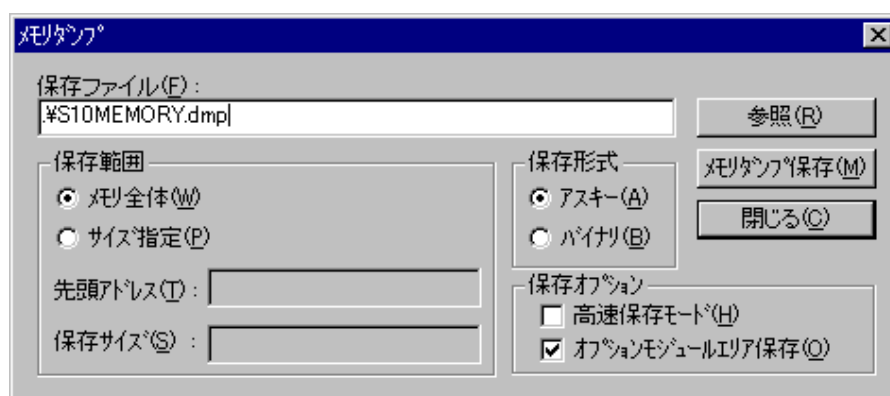 ﾒﾓﾘﾀﾞﾝﾌﾟ
保存ファイル(F)：
.¥S10MEMORY.dmp
参照(R)
保存範囲
ﾒﾓﾘ全体(W)
ｻｲｽﾞ指定(P)
先頭ｱﾄﾞﾚｽ(T)：
保存ｻｲｽﾞ(S)：
保存形式
ｱｽｷｰ(A)
ﾊﾞｲﾅﾘ(B)
ﾒﾓﾘﾀﾞﾝﾌﾟ保存(M)
閉じる(C)
保存ｵﾌﾟｼｮﾝ
高速保存ﾓｰﾄﾞ(H)
ｵﾌﾟｼｮﾝﾓｼﾞｭｰﾙｴﾘｱ保存(O)